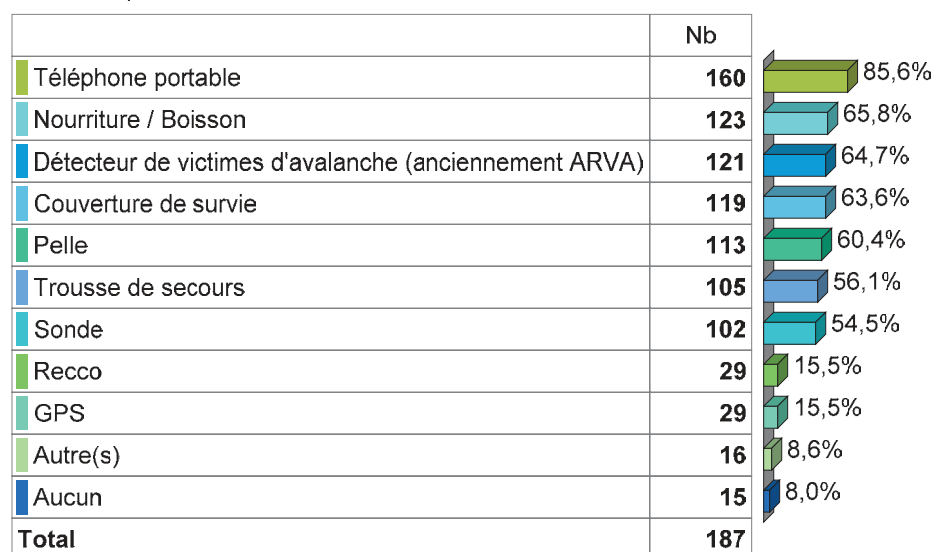 Nb
Téléphone portable 160 85,6%
Nourriture / Boisson 123 65,8%
Détecteur de victimes d'avalanche (anciennement ARVA) 121 64,7%
Couverture de survie 119 63,6%
Pelle 113 60,4%
Trousse de secours 105 56,1%
Sonde 102 54,5%
Recco 29 15,5%
GPS 29 15,5%
Autre(s) 16 8,6%
Aucun 15 8,0%
Total 187